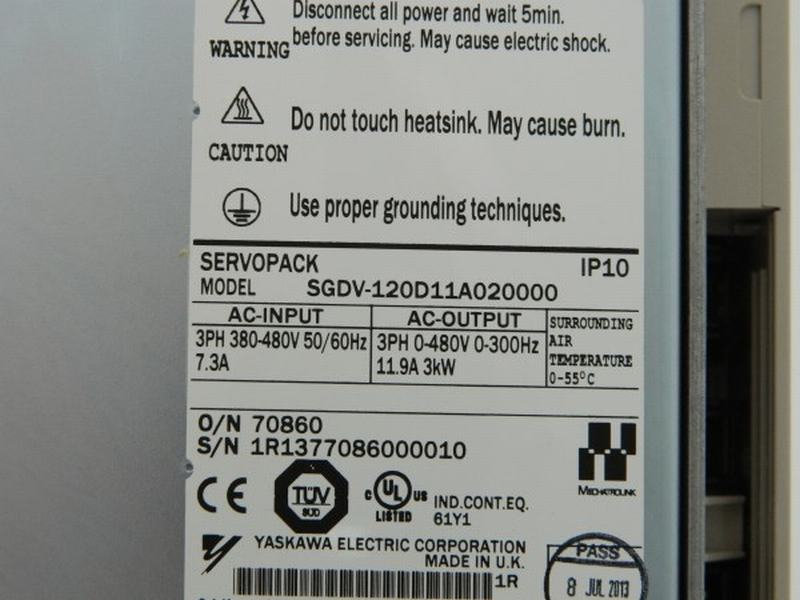 Disconnect all power and wait 5min.
WARNING before servicing. May cause electric shock.
Do not touch heatsink. May cause burn.
CAUTION
Use proper grounding techniques.
SERVOPACK IP10
MODEL SGDV-120D11A020000
AC-INPUT AC-OUTPUT SURROUNDING
3PH 380-480V 50/60Hz 3PH 0-480V 0-300Hz AIR
7.3A 11.9A 3kW TEMPERATURE
0-55°C
O/N 70860
S/N 1R1377086000010
MECHATROLINK
CE TÜV SÜD c UL US LISTED IND.CONT.EQ.
61Y1
YASKAWA ELECTRIC CORPORATION
MADE IN U.K.
1R
PASS
8 JUL 2013